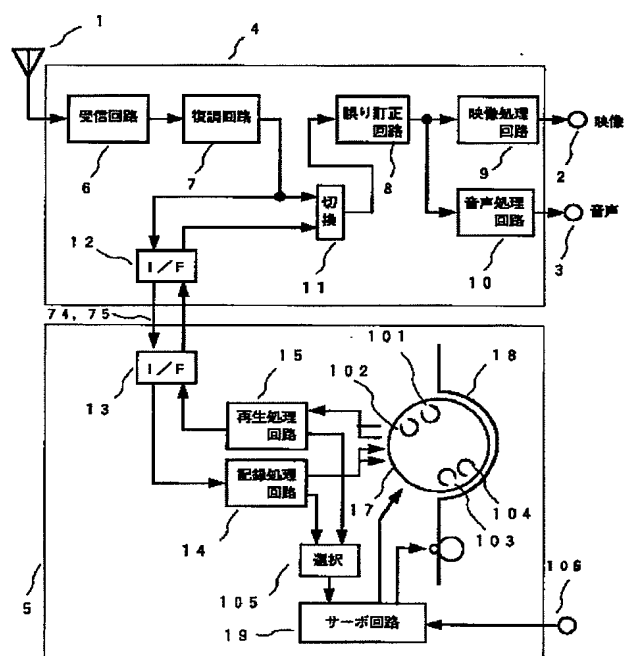 1
4
受信回路
6
復調回路
7
誤り訂正
回路
8
映像処理
回路
9
映像
2
切
換
11
音声処理
回路
10
音声
3
12
I/F
74, 75
I/F
13
15
再生処理
回路
記録処理
回路
14
101
102
18
17
104
103
選択
105
サーボ回路
19
106
5